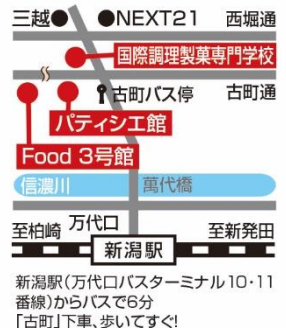 三越● ●NEXT21 西堀通
国際調理製菓専門学校
古町バス停 古町通
パティシエ館
Food 3号館
信濃川 萬代橋
至柏崎 万代口 至新発田
新潟駅
新潟駅(万代口バスターミナル10・11
番線)からバスで6分
「古町」下車、歩いてすぐ!